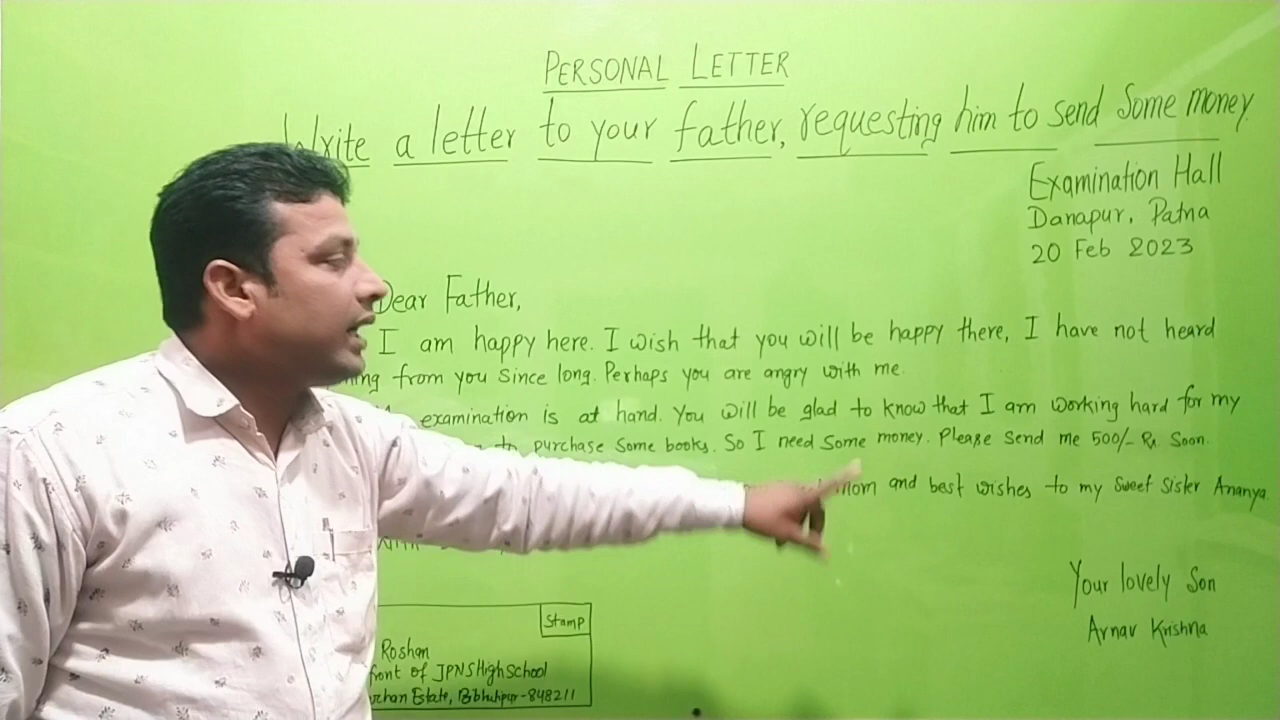 PERSONAL LETTER
Write a letter to your father, requesting him to send Some money.
Examination Hall
Danapur, Patna
20 Feb 2023
Dear Father,
I am happy here. I wish that you will be happy there, I have not heard
from you since long. Perhaps you are angry with me.
examination is at hand. You will be glad to know that I am working hard for my
to purchase some books. So I need some money. Please send me 500/- Rs. Soon.
mom and best wishes to my sweet sister Ananya.
Your lovely Son
Arnav Krishna
Stamp
Roshan
front of JPNS High School
Estate, Bibhutipur-848211